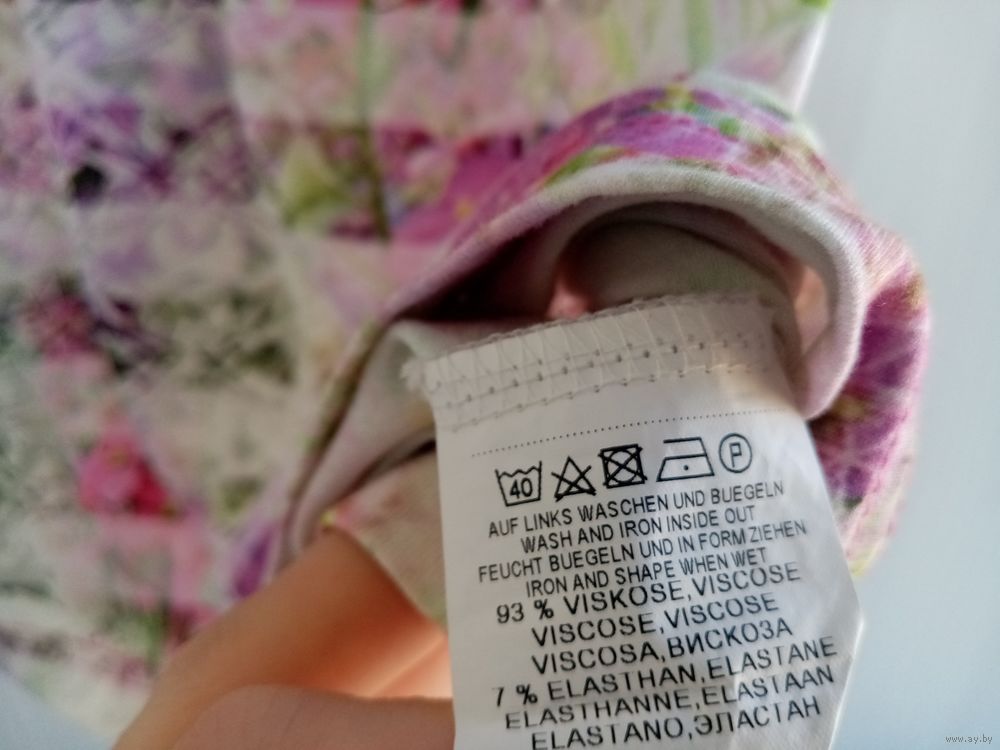 40 P
AUF LINKS WASCHEN UND BUEGELN
WASH AND IRON INSIDE OUT
FEUCHT BUEGELN UND IN FORM ZIEHEN
IRON AND SHAPE WHEN WET
93 % VISKOSE, VISCOSE
VISCOSE, VISCOSE
VISCOSA, ВИСКОЗА
7 % ELASTHAN, ELASTANE
ELASTHANNE, ELASTAAN
ELASTANO, ЭЛАСТАН
www.ay.by